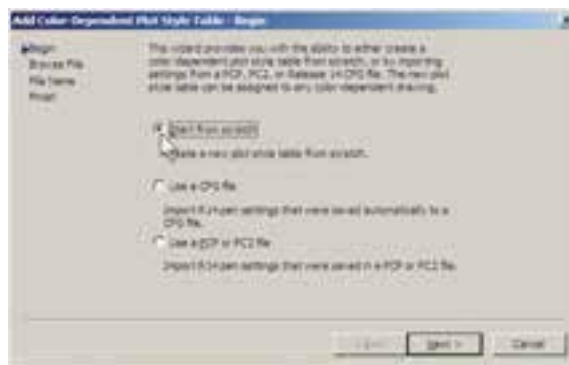 Add Color-Dependent Plot Style Table - Begin
Begin
Browse File
File Name
Finish
This wizard provides you with the ability to either create a
color-dependent plot style table from scratch, or by importing
settings from a PCP, PC2, or Release 14 CFG file. The new plot
style table can be assigned to any color-dependent drawing.
Start from scratch
Create a new plot style table from scratch.
Use a CFG file
Import R14 pen settings that were saved automatically to a
CFG file.
Use a PCP or PC2 file
Import R14 pen settings that were saved in a PCP or PC2 file.
< Back
Next >
Cancel